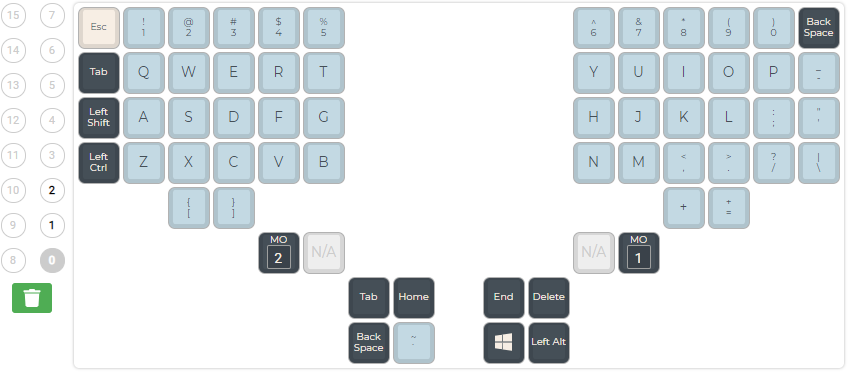 15 7 Esc ! @ # $ % ^ & * ( ) Back
1 2 3 4 5 6 7 8 9 0 Space
14 6 Tab Q W E R T Y U I O P _
-
13 5 Left A S D F G H J K L : "
12 4 Shift ; '
11 3 Left Z X C V B N M < > ? |
10 2 Ctrl , . / \
{ } + +
9 1 [ ] =
MO N/A N/A MO
8 0 2 1
Tab Home End Delete
Back ~ Left Alt
Space `